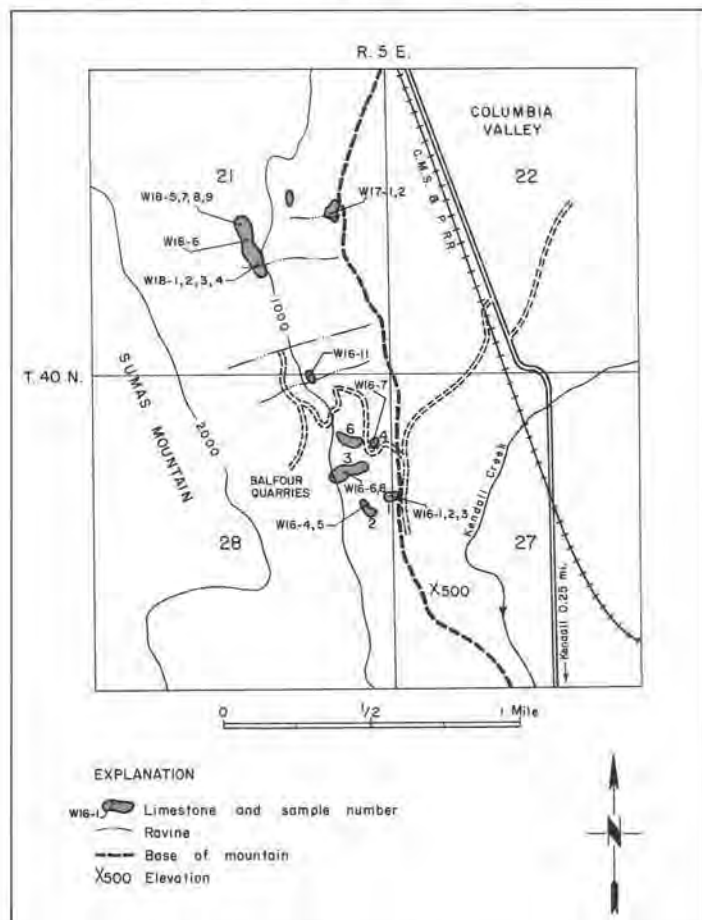 R. 5 E.
COLUMBIA
VALLEY
C.M.S. & P. RR.
21
22
W18-5,7,8,9
W17-1,2
W18-6
W18-1,2,3,4
1000
T. 40 N.
W16-11
W16-7
SUMAS MOUNTAIN
2000
6
4
3
BALFOUR
QUARRIES
W16-6,8
W16-1,2,3
W16-4,5
2
Kendall Creek
28
27
X500
Kendall 0.25 mi.
0 1/2 1 Mile
EXPLANATION
W16-1 Limestone and sample number
Ravine
Base of mountain
X500 Elevation
N